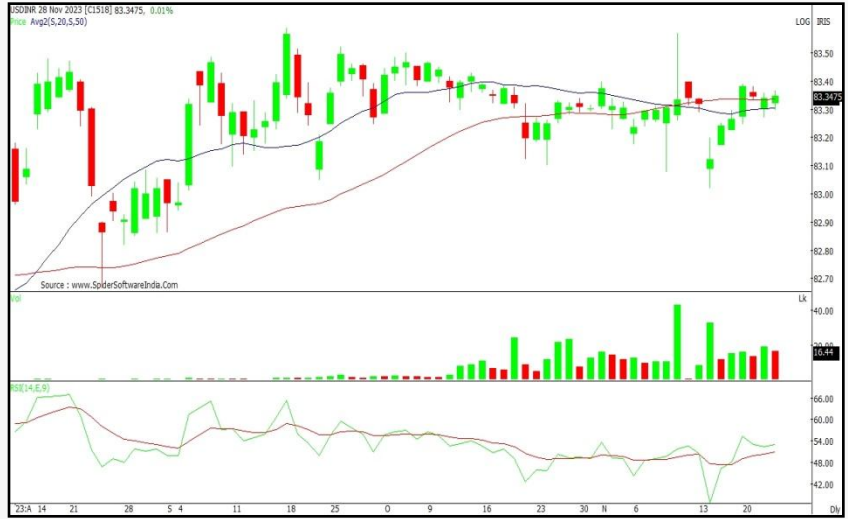 USDINR 28 Nov 2023 [C1518] 83.3475, 0.01%
Price Avg2(S,20,S,50)
LOG IRIS
83.50
83.40
83.3475
83.30
83.20
83.10
83.00
82.90
82.80
82.70
Source : www.SpiderSoftwareIndia.Com
Vol
Lk
40.00
20.00
16.44
RSI(14,E,9)
66.00
60.00
54.00
48.00
42.00
23:A 14 21 28 S 4 11 18 25 O 9 16 23 30 N 6 13 20 Dly